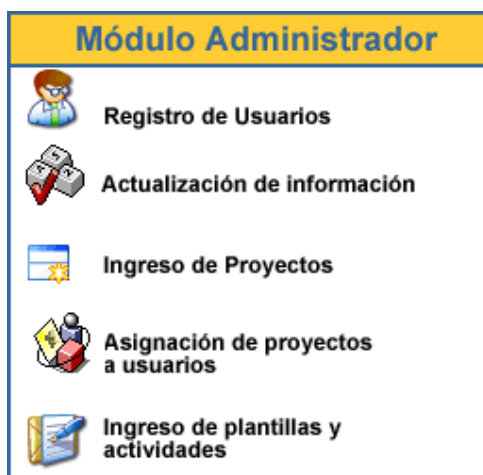 Módulo Administrador
Registro de Usuarios
Actualización de información
Ingreso de Proyectos
Asignación de proyectos
a usuarios
Ingreso de plantillas y
actividades